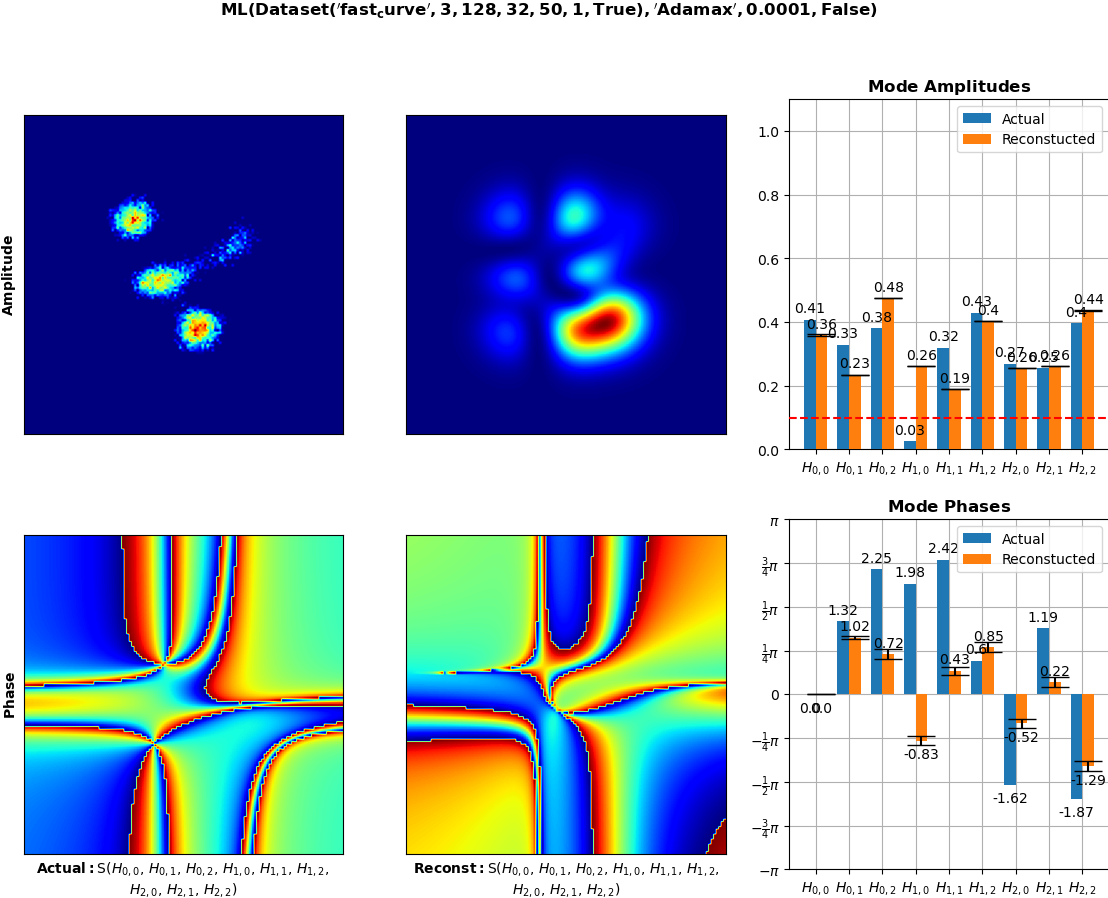 ML(Dataset('fast_curve', 3, 128, 32, 50, 1, True), 'Adamax', 0.0001, False)
Amplitude
Mode Amplitudes
Actual
Reconstucted
1.0
0.8
0.6
0.4
0.2
0.0
0.41
0.36
0.33
0.23
0.38
0.48
0.03
0.26
0.32
0.19
0.43
0.4
0.27
0.26
0.25
0.26
0.4
0.44
H0,0 H0,1 H0,2 H1,0 H1,1 H1,2 H2,0 H2,1 H2,2
Phase
Actual: S(H0,0, H0,1, H0,2, H1,0, H1,1, H1,2,
H2,0, H2,1, H2,2)
Reconst: S(H0,0, H0,1, H0,2, H1,0, H1,1, H1,2,
H2,0, H2,1, H2,2)
Mode Phases
Actual
Reconstucted
π
3/4π
1/2π
1/4π
0
−1/4π
−1/2π
−3/4π
−π
0.0
0.0
1.32
1.02
2.25
0.72
1.98
-0.83
2.42
0.43
0.6
0.85
-1.62
-0.52
1.19
0.22
-1.87
-1.29
H0,0 H0,1 H0,2 H1,0 H1,1 H1,2 H2,0 H2,1 H2,2